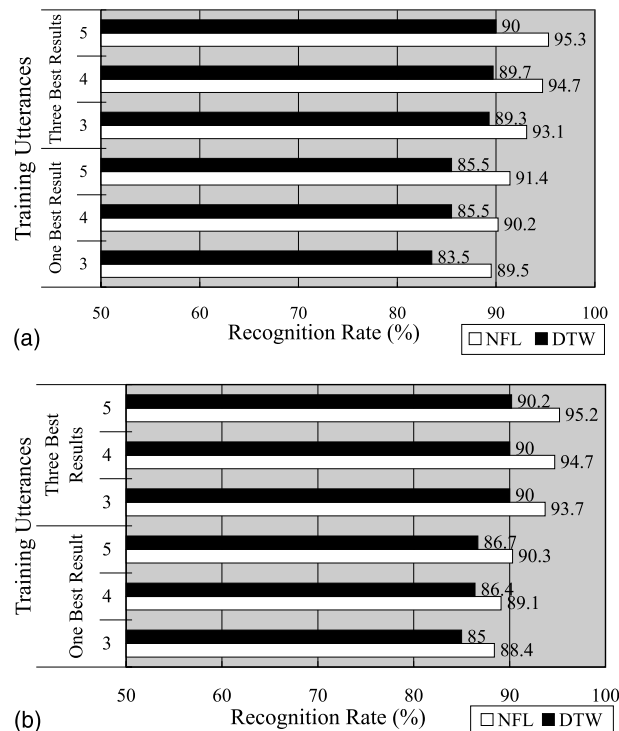 Training Utterances
Three Best Results
One Best Result
5
90
95.3
4
89.7
94.7
3
89.3
93.1
5
85.5
91.4
4
85.5
90.2
3
83.5
89.5
50 60 70 80 90 100
Recognition Rate (%)
(a)
NFL DTW
Training Utterances
Three Best
Results
One Best Result
5
90.2
95.2
4
90
94.7
3
90
93.7
5
86.7
90.3
4
86.4
89.1
3
85
88.4
50 60 70 80 90 100
Recognition Rate (%)
(b)
NFL DTW